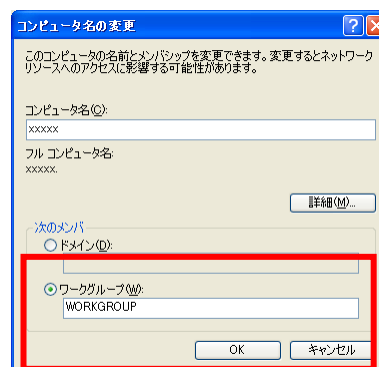 コンピュータ名の変更
このコンピュータの名前とメンバシップを変更できます。変更するとネットワーク
リソースへのアクセスに影響する可能性があります。
コンピュータ名(C):
xxxxx
フル コンピュータ名:
xxxxx.
詳細(M)...
次のメンバ
ドメイン(D):
ワークグループ(W):
WORKGROUP
OK キャンセル